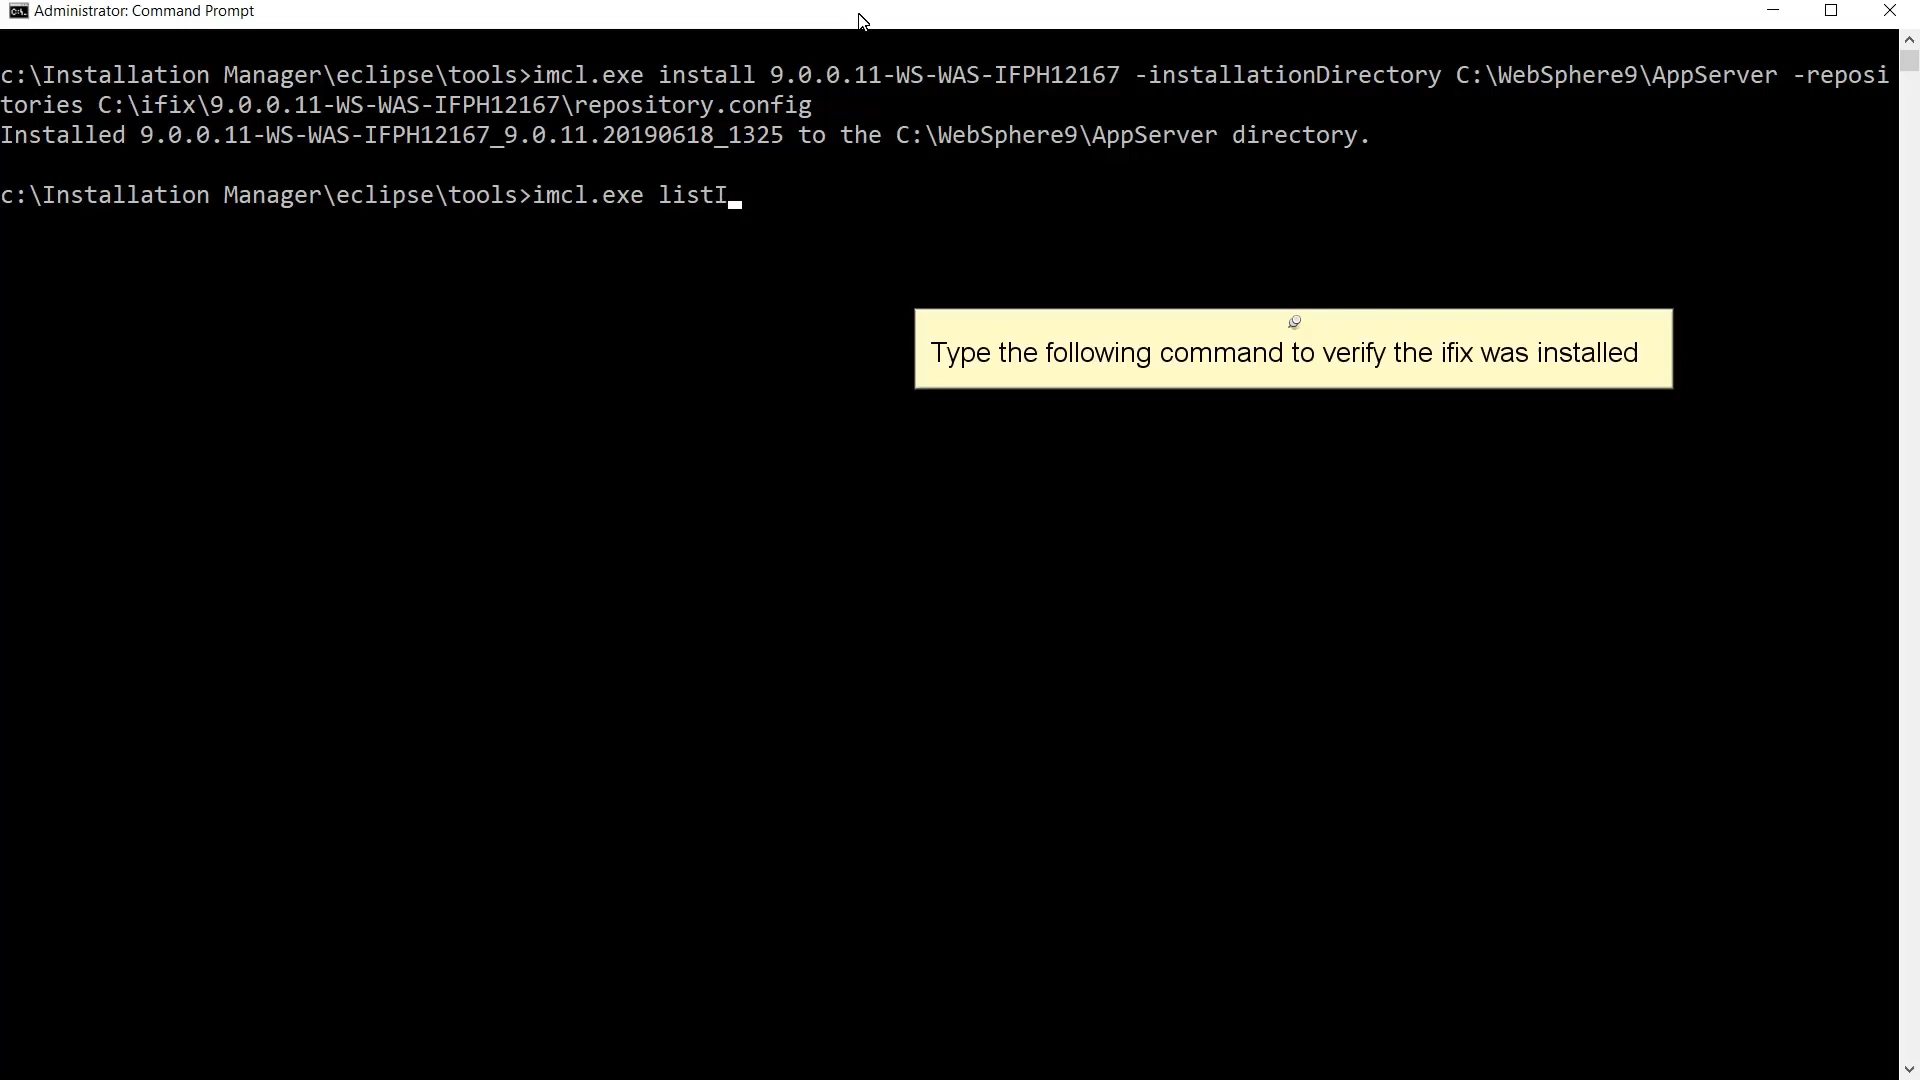 Administrator: Command Prompt
c:\Installation Manager\eclipse\tools>imcl.exe install 9.0.0.11-WS-WAS-IFPH12167 -installationDirectory C:\WebSphere9\AppServer -reposi
tories C:\ifix\9.0.0.11-WS-WAS-IFPH12167\repository.config
Installed 9.0.0.11-WS-WAS-IFPH12167_9.0.11.20190618_1325 to the C:\WebSphere9\AppServer directory.
c:\Installation Manager\eclipse\tools>imcl.exe listI
Type the following command to verify the ifix was installed